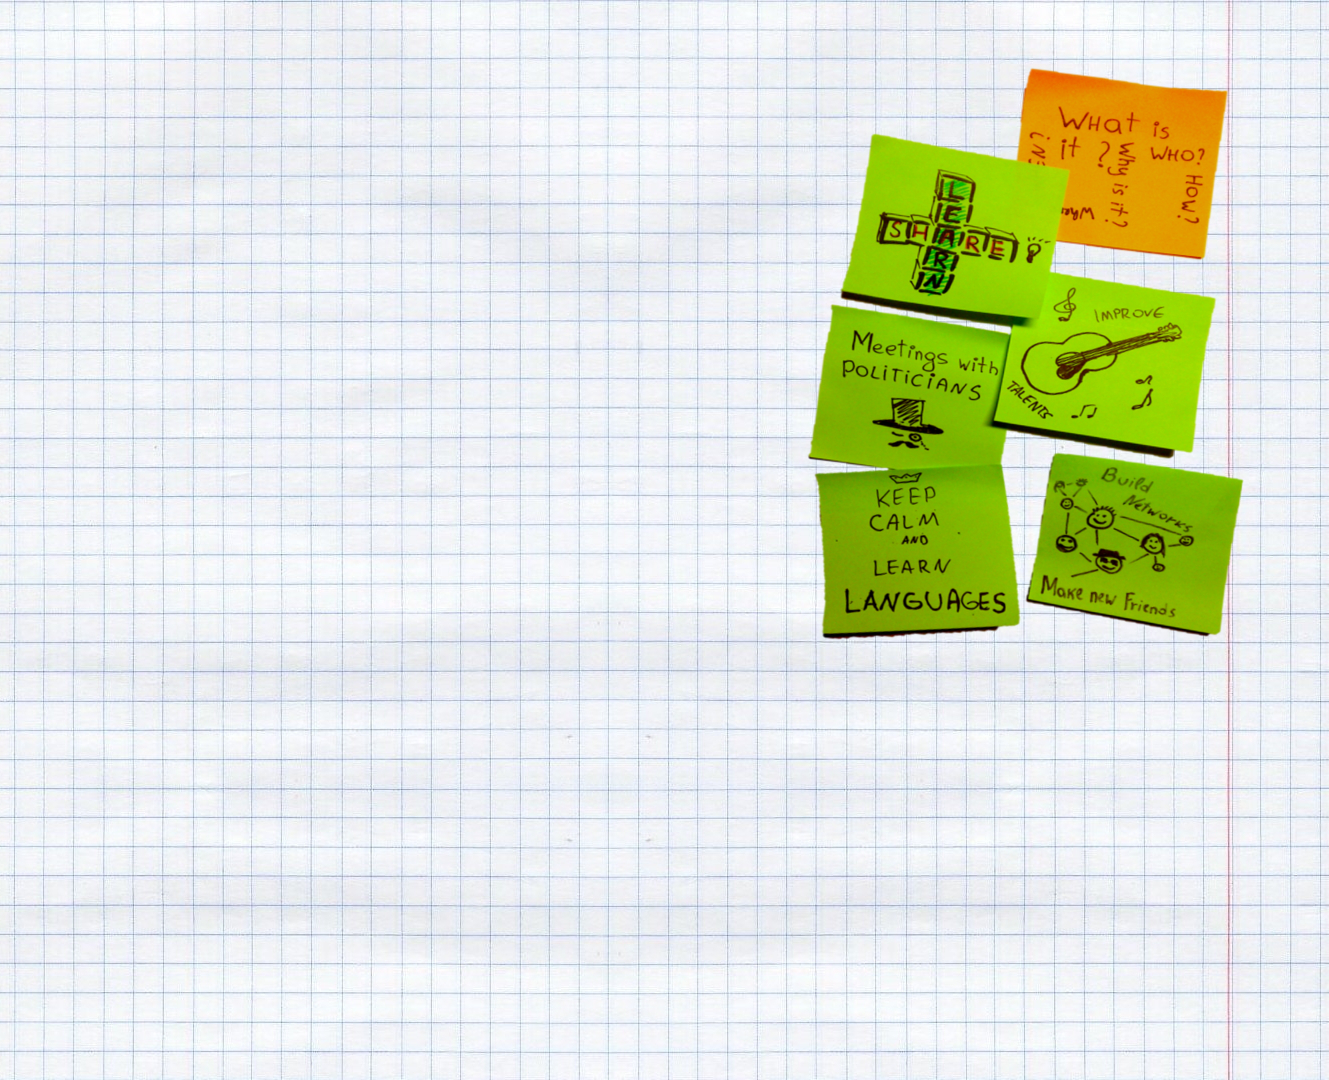 WHat is
it?
WHO?
Why is it?
HOW?
LEARN
SHARE
IMPROVE
TALENTS
Meetings with
POLITICIANS
KEEP
CALM
AND
LEARN
LANGUAGES
Build
Networks
Make new Friends